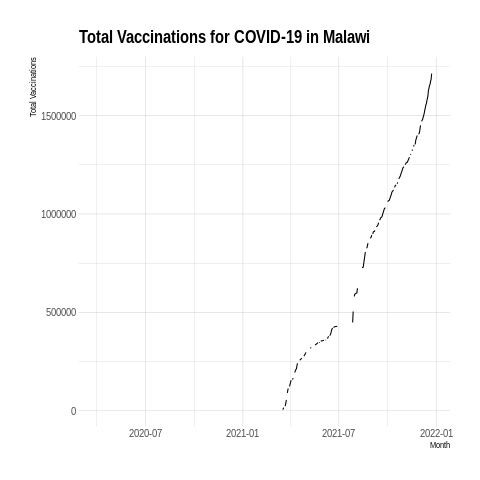 Total Vaccinations for COVID-19 in Malawi
Total Vaccinations
1500000
1000000
500000
0
2020-07 2021-01 2021-07 2022-01
Month